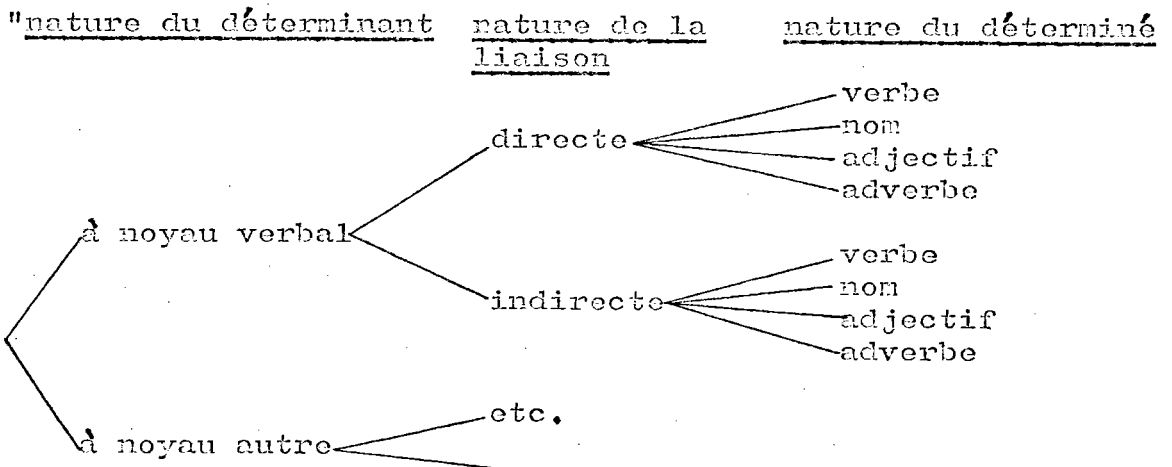 "nature du déterminant nature de la liaison nature du déterminé
verbe
nom
directe
adjectif
adverbe
à noyau verbal
verbe
nom
indirecte
adjectif
adverbe
etc.
à noyau autre